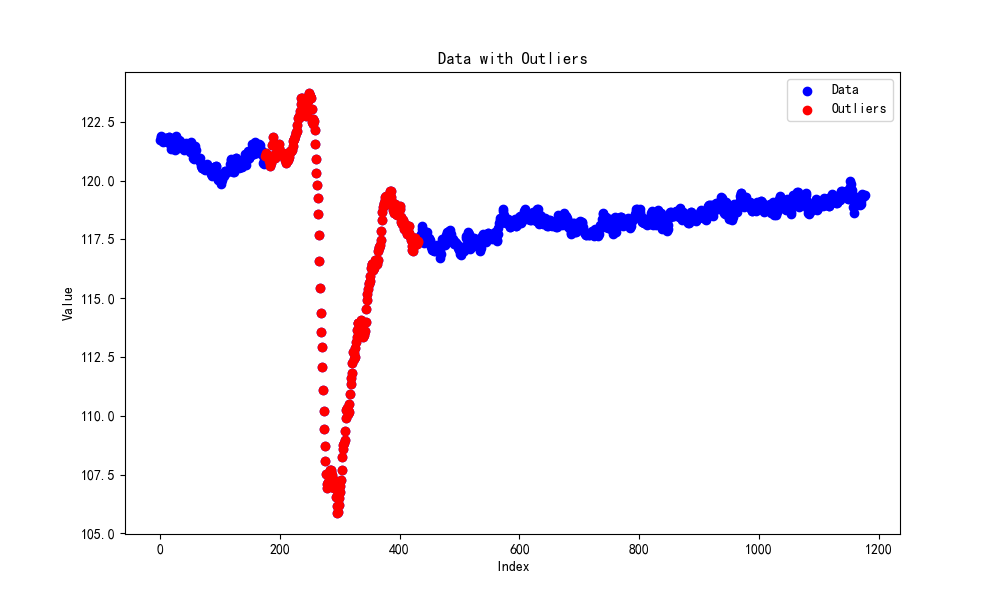 Data with Outliers
Data
Outliers
122.5
120.0
117.5
115.0
112.5
110.0
107.5
105.0
Value
0 200 400 600 800 1000 1200
Index